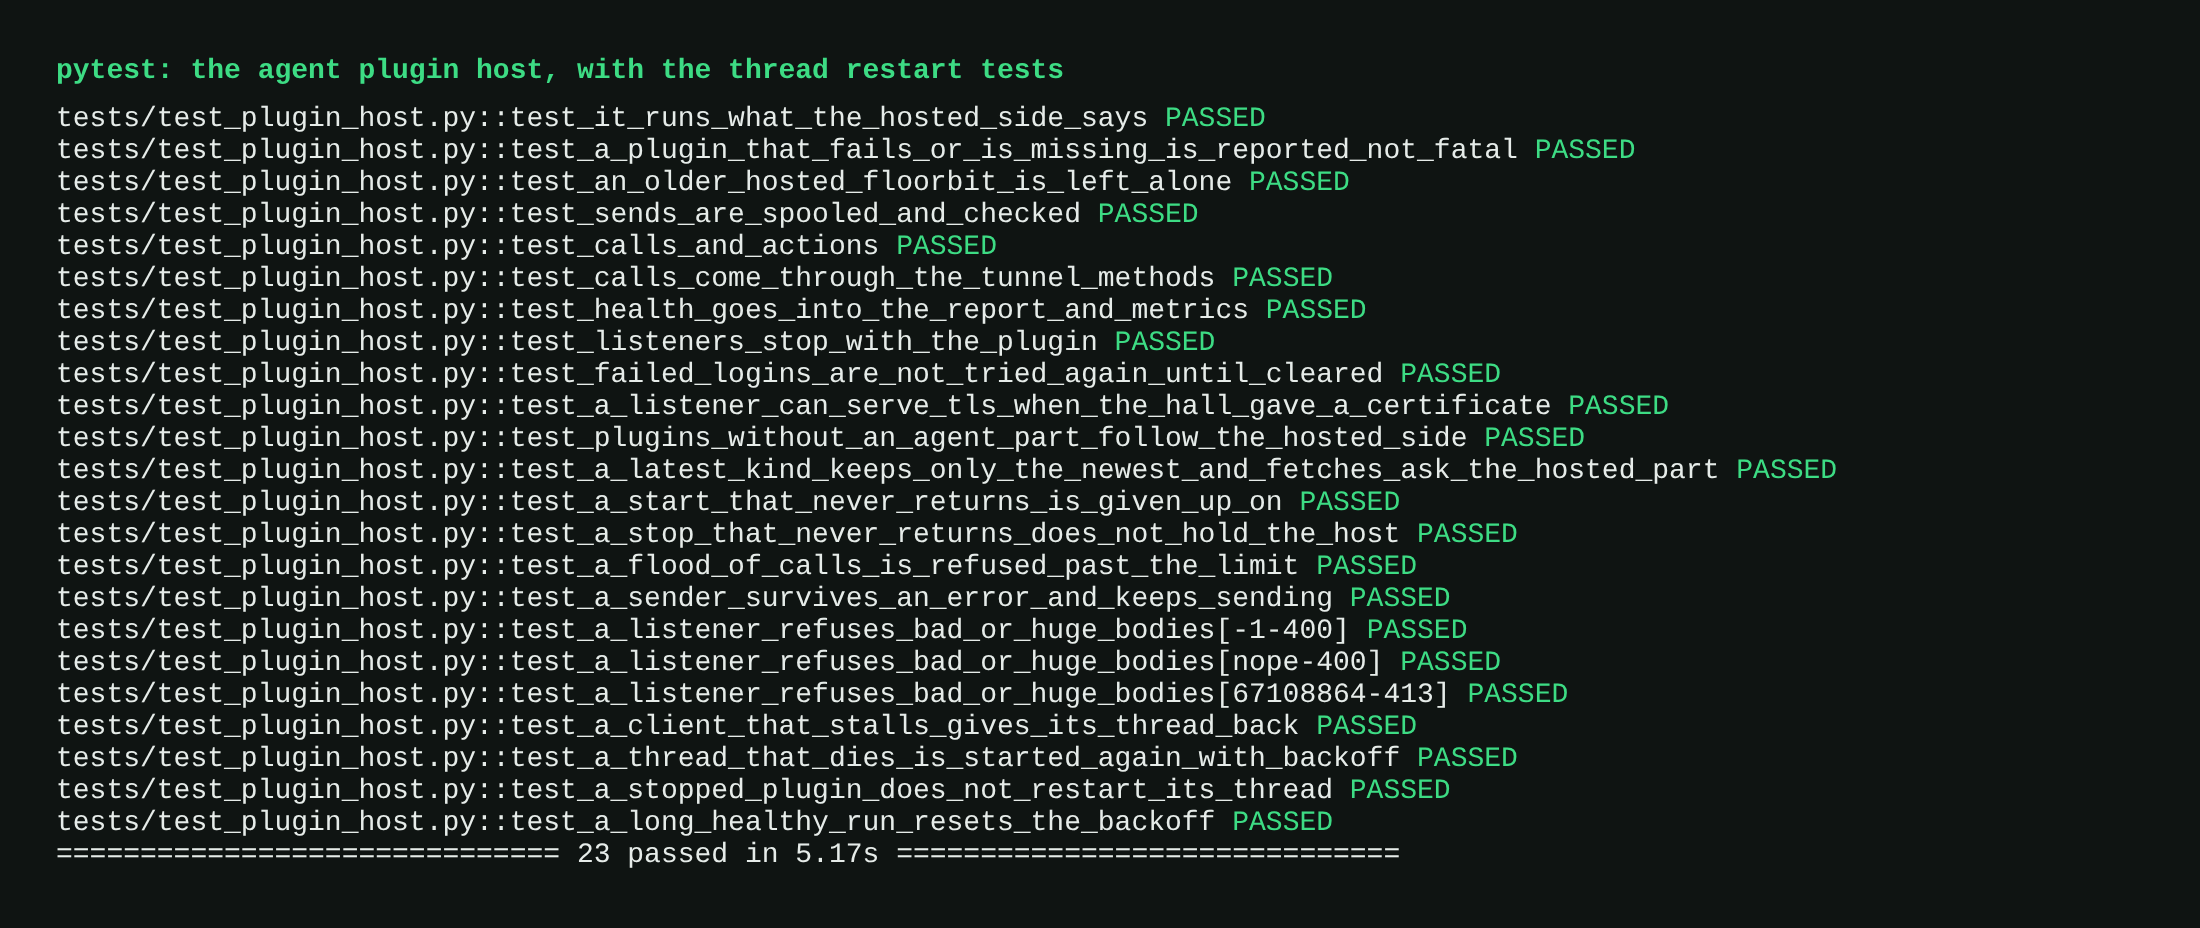 pytest: the agent plugin host, with the thread restart tests
tests/test_plugin_host.py::test_it_runs_what_the_hosted_side_says PASSED
tests/test_plugin_host.py::test_a_plugin_that_fails_or_is_missing_is_reported_not_fatal PASSED
tests/test_plugin_host.py::test_an_older_hosted_floorbit_is_left_alone PASSED
tests/test_plugin_host.py::test_sends_are_spooled_and_checked PASSED
tests/test_plugin_host.py::test_calls_and_actions PASSED
tests/test_plugin_host.py::test_calls_come_through_the_tunnel_methods PASSED
tests/test_plugin_host.py::test_health_goes_into_the_report_and_metrics PASSED
tests/test_plugin_host.py::test_listeners_stop_with_the_plugin PASSED
tests/test_plugin_host.py::test_failed_logins_are_not_tried_again_until_cleared PASSED
tests/test_plugin_host.py::test_a_listener_can_serve_tls_when_the_hall_gave_a_certificate PASSED
tests/test_plugin_host.py::test_plugins_without_an_agent_part_follow_the_hosted_side PASSED
tests/test_plugin_host.py::test_a_latest_kind_keeps_only_the_newest_and_fetches_ask_the_hosted_part PASSED
tests/test_plugin_host.py::test_a_start_that_never_returns_is_given_up_on PASSED
tests/test_plugin_host.py::test_a_stop_that_never_returns_does_not_hold_the_host PASSED
tests/test_plugin_host.py::test_a_flood_of_calls_is_refused_past_the_limit PASSED
tests/test_plugin_host.py::test_a_sender_survives_an_error_and_keeps_sending PASSED
tests/test_plugin_host.py::test_a_listener_refuses_bad_or_huge_bodies[-1-400] PASSED
tests/test_plugin_host.py::test_a_listener_refuses_bad_or_huge_bodies[nope-400] PASSED
tests/test_plugin_host.py::test_a_listener_refuses_bad_or_huge_bodies[67108864-413] PASSED
tests/test_plugin_host.py::test_a_client_that_stalls_gives_its_thread_back PASSED
tests/test_plugin_host.py::test_a_thread_that_dies_is_started_again_with_backoff PASSED
tests/test_plugin_host.py::test_a_stopped_plugin_does_not_restart_its_thread PASSED
tests/test_plugin_host.py::test_a_long_healthy_run_resets_the_backoff PASSED
============================== 23 passed in 5.17s ==============================